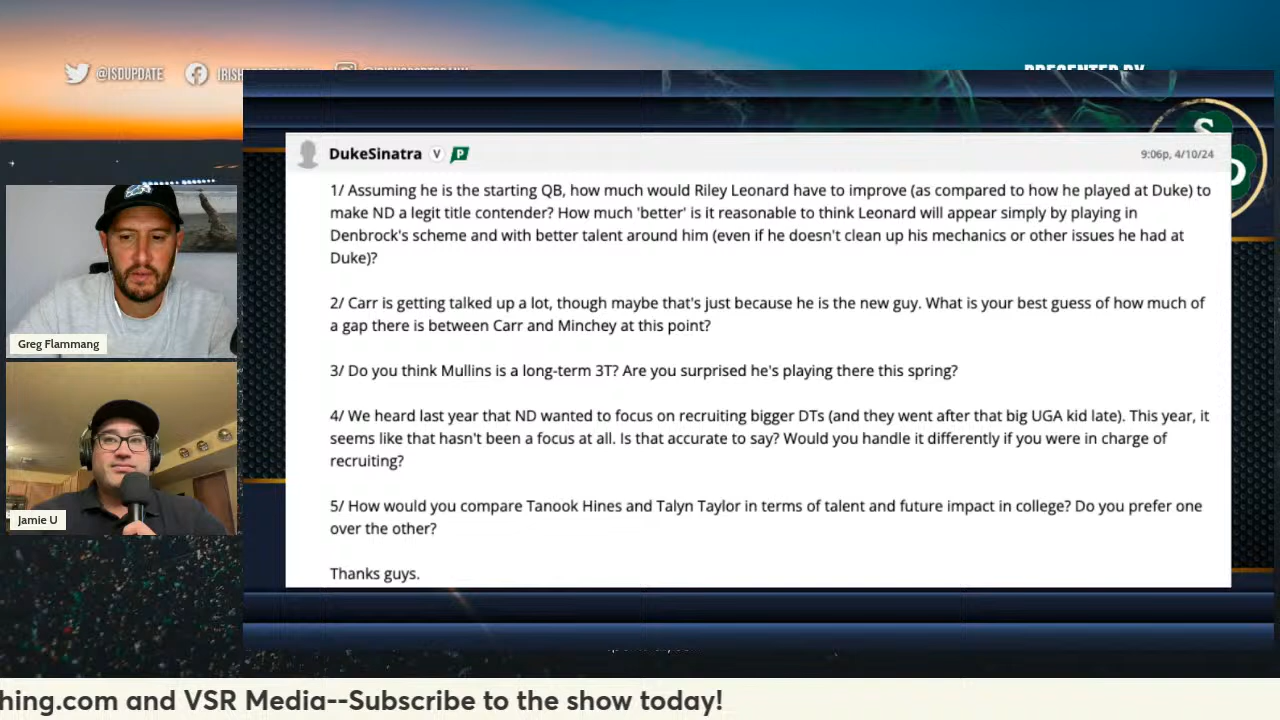 @ISDUPDATE
IRISH
PRESENTED BY
S
D
DukeSinatra V P
9:06p, 4/10/24
1/ Assuming he is the starting QB, how much would Riley Leonard have to improve (as compared to how he played at Duke) to
make ND a legit title contender? How much 'better' is it reasonable to think Leonard will appear simply by playing in
Denbrock's scheme and with better talent around him (even if he doesn't clean up his mechanics or other issues he had at
Duke)?
2/ Carr is getting talked up a lot, though maybe that's just because he is the new guy. What is your best guess of how much of
a gap there is between Carr and Minchey at this point?
3/ Do you think Mullins is a long-term 3T? Are you surprised he's playing there this spring?
4/ We heard last year that ND wanted to focus on recruiting bigger DTs (and they went after that big UGA kid late). This year, it
seems like that hasn't been a focus at all. Is that accurate to say? Would you handle it differently if you were in charge of
recruiting?
5/ How would you compare Tanook Hines and Talyn Taylor in terms of talent and future impact in college? Do you prefer one
over the other?
Thanks guys.
Greg Flammang
Jamie U
hing.com and VSR Media--Subscribe to the show today!